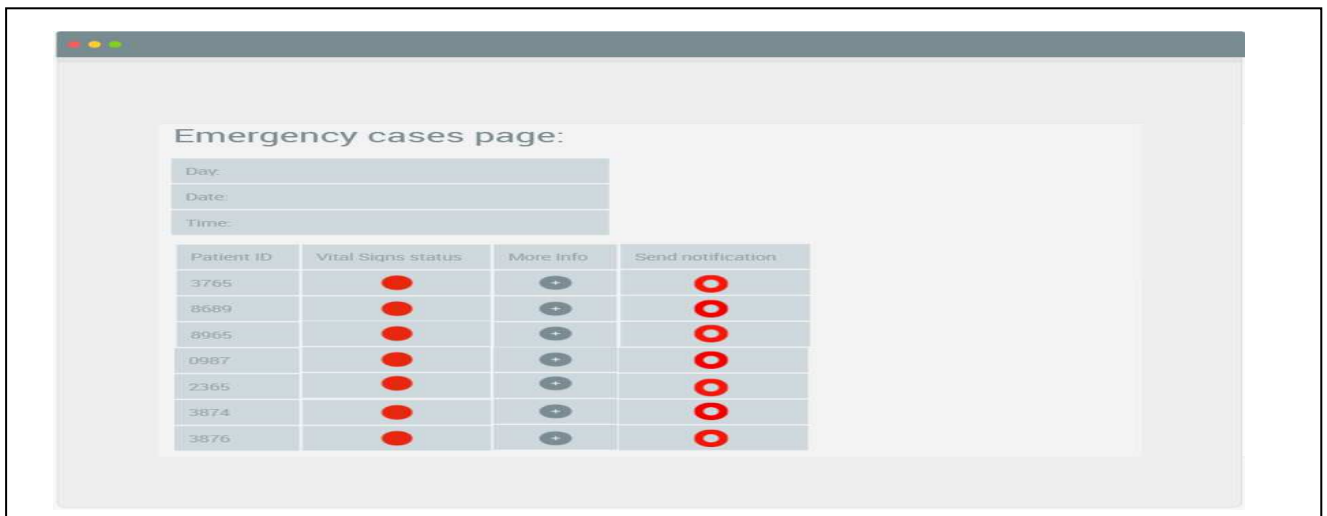 Emergency cases page:
Day:
Date:
Time:
Patient ID Vital Signs status More Info Send notification
3765
8689
8965
0987
2365
3874
3876